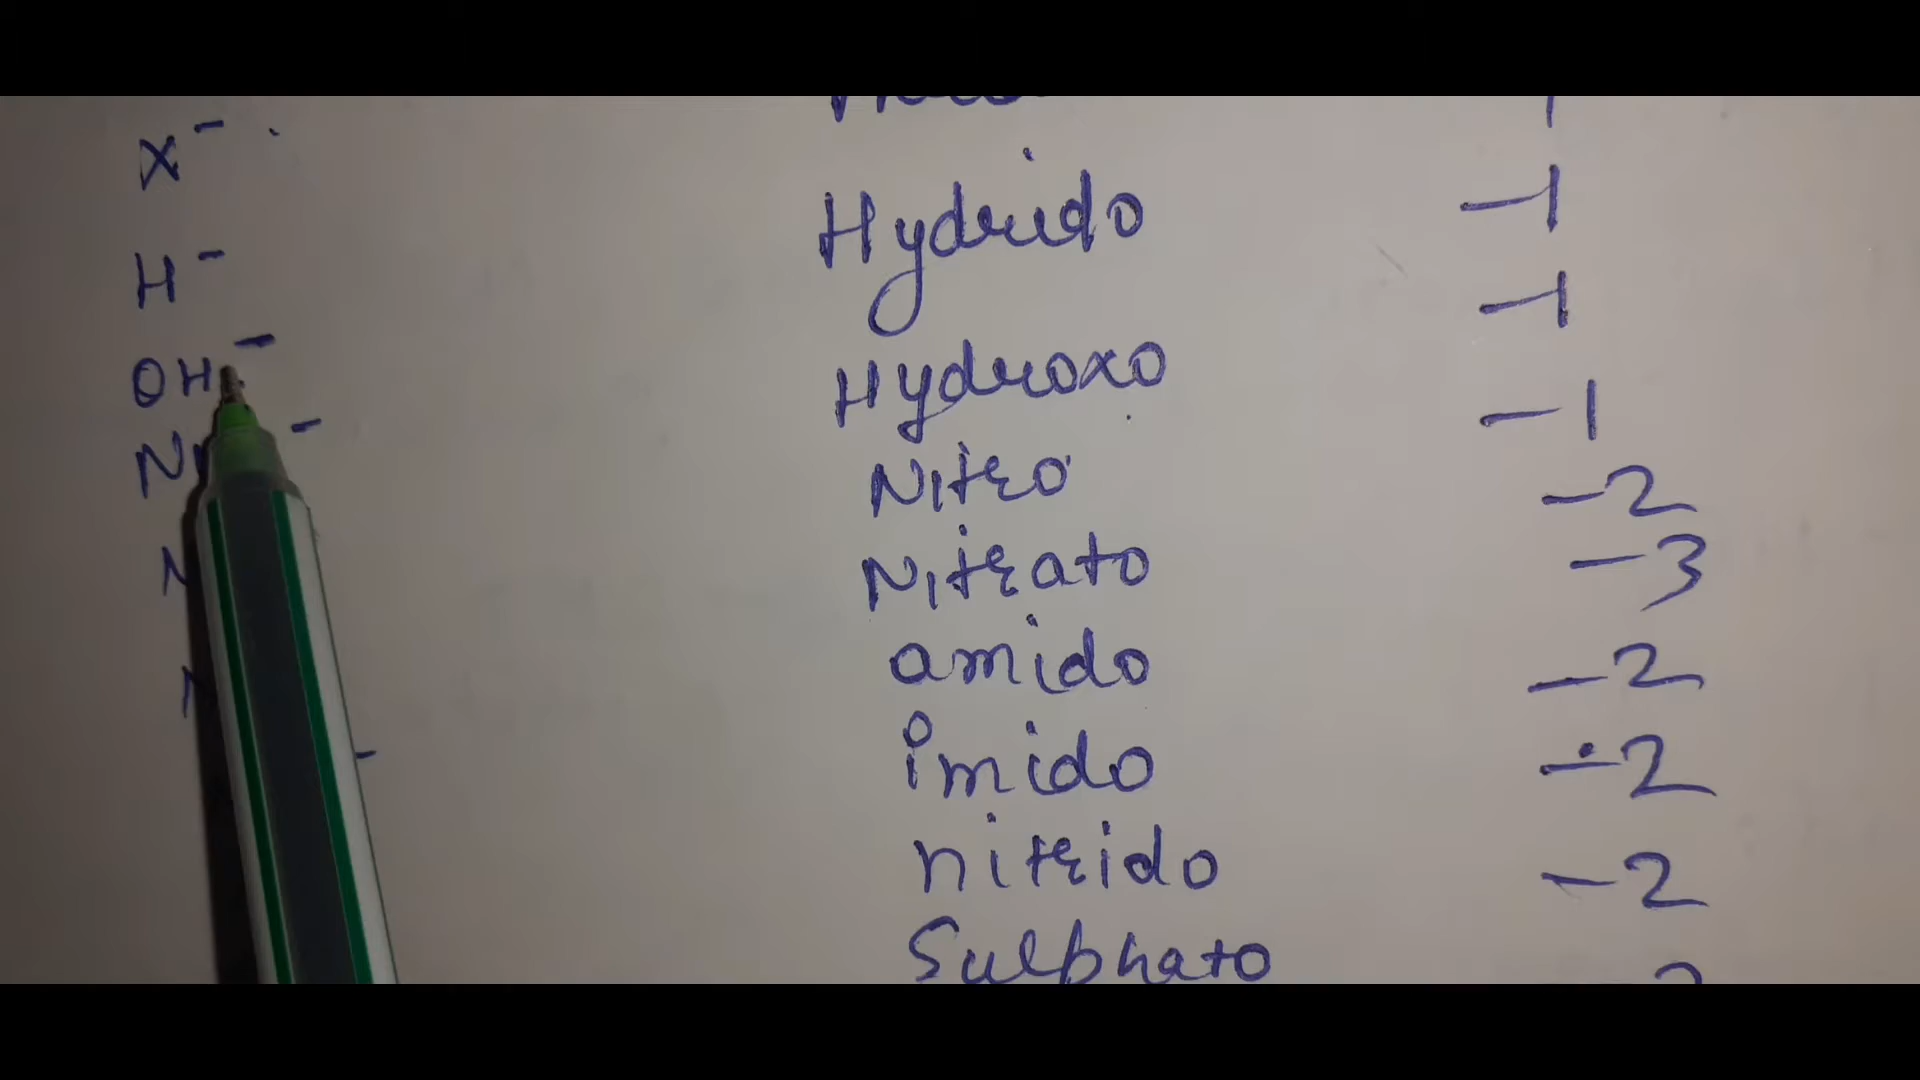 X⁻
Hydrido -1
H⁻ -1
OH⁻ Hydroxo
Nitro -1
Nitrato -2
amido -3
imido -2
nitrido -2
Sulphato -2